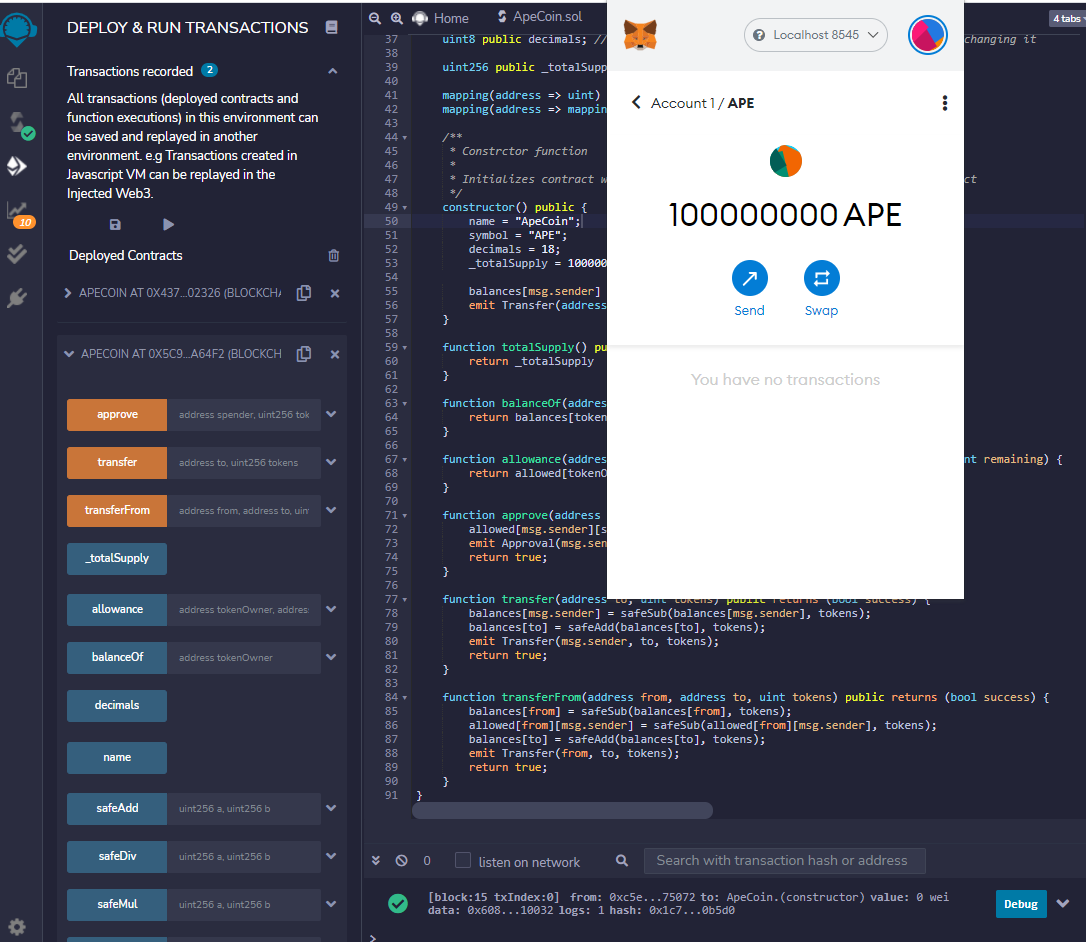 DEPLOY & RUN TRANSACTIONS
Transactions recorded 2
All transactions (deployed contracts and
function executions) in this environment can
be saved and replayed in another
environment. e.g Transactions created in
Javascript VM can be replayed in the
Injected Web3.
10
Deployed Contracts
APECOIN AT 0X437...02326 (BLOCKCHA
APECOIN AT 0X5C9...A64F2 (BLOCKCH
approve address spender, uint256 tok
transfer address to, uint256 tokens
transferFrom address from, address to, uin
_totalSupply
allowance address tokenOwner, addres
balanceOf address tokenOwner
decimals
name
safeAdd uint256 a, uint256 b
safeDiv uint256 a, uint256 b
safeMul uint256 a, uint256 b
Home ApeCoin.sol
4 tabs
37 uint8 public decimals; // changing it
38
39 uint256 public _totalSupp
40
41 mapping(address => uint)
42 mapping(address => mappin
43
44 /**
45 * Constrctor function
46 *
47 * Initializes contract w ct
48 */
49 constructor() public {
50 name = "ApeCoin";
51 symbol = "APE";
52 decimals = 18;
53 _totalSupply = 100000
54
55 balances[msg.sender]
56 emit Transfer(address
57 }
58
59 function totalSupply() pu
60 return _totalSupply
61 }
62
63 function balanceOf(addres
64 return balances[token
65 }
66
67 function allowance(addres nt remaining) {
68 return allowed[tokenO
69 }
70
71 function approve(address
72 allowed[msg.sender][s
73 emit Approval(msg.sen
74 return true;
75 }
76
77 function transfer(address to, uint tokens) public returns (bool success) {
78 balances[msg.sender] = safeSub(balances[msg.sender], tokens);
79 balances[to] = safeAdd(balances[to], tokens);
80 emit Transfer(msg.sender, to, tokens);
81 return true;
82 }
83
84 function transferFrom(address from, address to, uint tokens) public returns (bool success) {
85 balances[from] = safeSub(balances[from], tokens);
86 allowed[from][msg.sender] = safeSub(allowed[from][msg.sender], tokens);
87 balances[to] = safeAdd(balances[to], tokens);
88 emit Transfer(from, to, tokens);
89 return true;
90 }
91 }
Localhost 8545
Account 1 / APE
100000000 APE
Send Swap
You have no transactions
0 listen on network Search with transaction hash or address
[block:15 txIndex:0] from: 0xc5e...75072 to: ApeCoin.(constructor) value: 0 wei
data: 0x608...10032 logs: 1 hash: 0x1c7...0b5d0
Debug
>